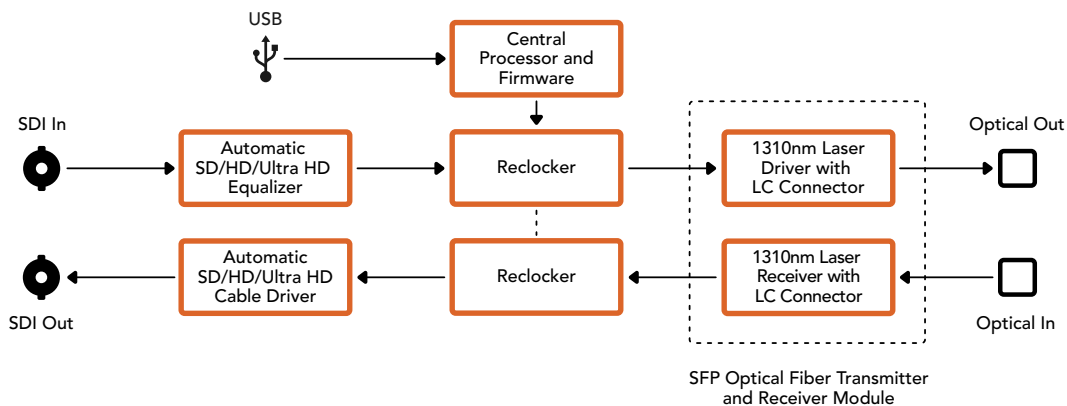 USB
Central
Processor and
Firmware
SDI In
Automatic
SD/HD/Ultra HD
Equalizer
Reclocker
1310nm Laser
Driver with
LC Connector
Optical Out
SDI Out
Automatic
SD/HD/Ultra HD
Cable Driver
Reclocker
1310nm Laser
Receiver with
LC Connector
Optical In
SFP Optical Fiber Transmitter
and Receiver Module